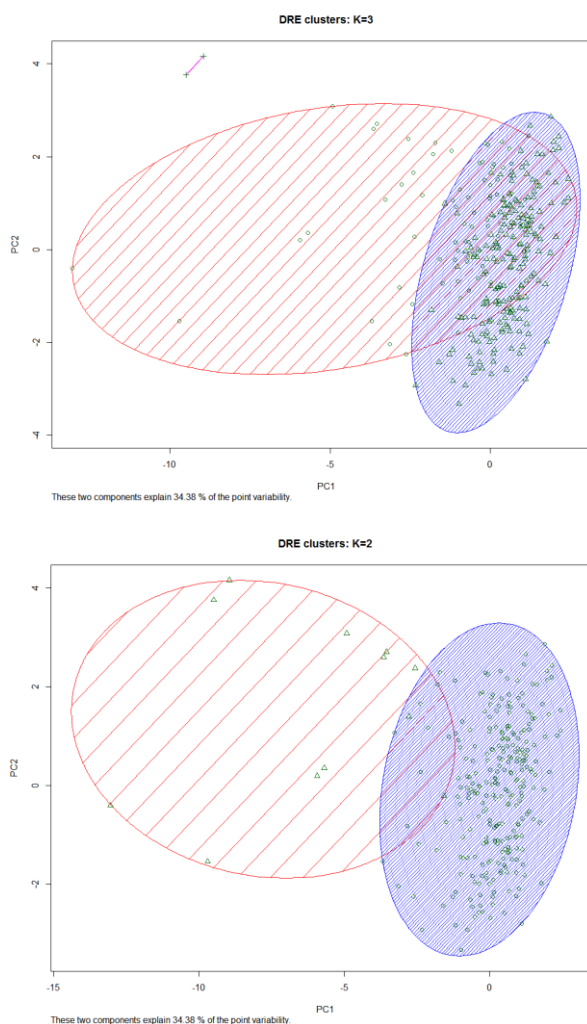 DRE clusters: K=3
4
2
0
-2
-4
PC2
-10
-5
0
PC1
These two components explain 34.38 % of the point variability.
DRE clusters: K=2
4
2
0
-2
PC2
-15
-10
-5
0
PC1
These two components explain 34.38 % of the point variability.